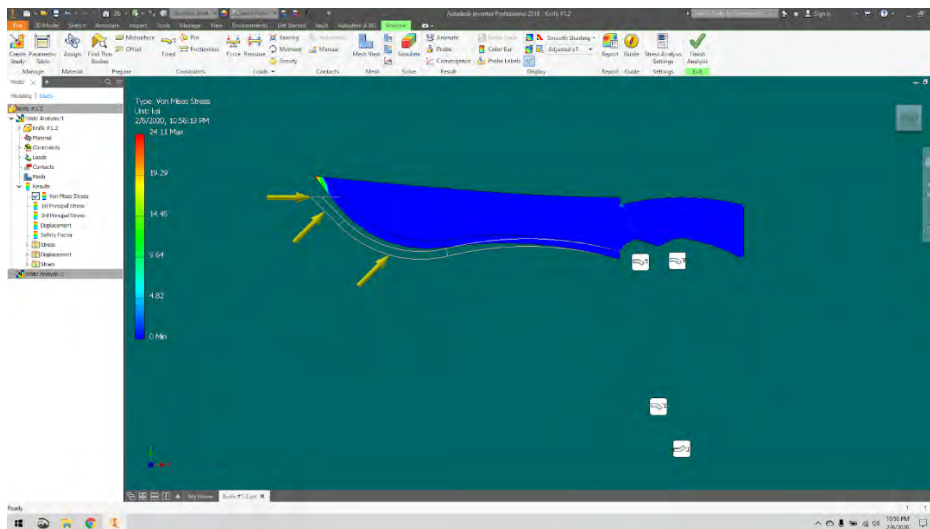 Autodesk Inventor Professional 2018 - Knife #1.2
Sign In
File 3D Model Sketch Annotate Inspect Tools Manage View Environments Get Started Vault Autodesk A360 Analysis
Create Study
Parametric Table
Assign
Find Thin Bodies
Midsurface
Offset
Fixed
Pin
Frictionless
Force
Pressure
Bearing
Moment
Gravity
Automatic
Manual
Mesh View
Simulate
Animate
Probe
Convergence
Color Bar
Probe Labels
Smooth Shading
Adjusted x1
Report
Guide
Stress Analysis Settings
Finish Analysis
Manage Material Prepare Constraints Loads Contacts Mesh Solve Result Display Report Guide Settings Exit
Model
Modeling | Study
Knife #1.2
Static Analysis:1
Knife #1.2
Material
Constraints
Loads
Contacts
Mesh
Results
Von Mises Stress
1st Principal Stress
3rd Principal Stress
Displacement
Safety Factor
Stress
Displacement
Strain
Static Analysis:2
Type: Von Mises Stress
Unit: ksi
2/6/2020, 10:56:13 PM
24.11 Max
19.29
14.45
9.64
4.82
0 Min
My Home Knife #1.2.ipt
Ready
1 1
10:56 PM
2/6/2020